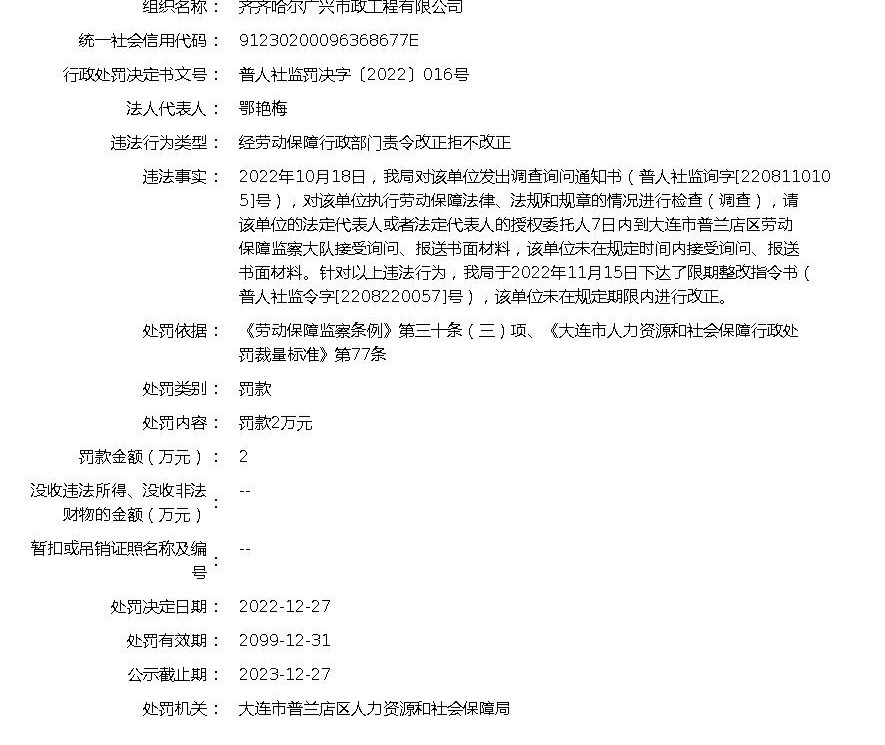 组织名称： 齐齐哈尔广兴市政工程有限公司
统一社会信用代码： 91230200096368677E
行政处罚决定书文号： 普人社监罚决字〔2022〕016号
法人代表人： 鄂艳梅
违法行为类型： 经劳动保障行政部门责令改正拒不改正
违法事实： 2022年10月18日，我局对该单位发出调查询问通知书（普人社监询字[220811010
5]号），对该单位执行劳动保障法律、法规和规章的情况进行检查（调查），请
该单位的法定代表人或者法定代表人的授权委托人7日内到大连市普兰店区劳动
保障监察大队接受询问、报送书面材料，该单位未在规定时间内接受询问、报送
书面材料。针对以上违法行为，我局于2022年11月15日下达了限期整改指令书（
普人社监令字[2208220057]号），该单位未在规定期限内进行改正。
处罚依据： 《劳动保障监察条例》第三十条（三）项、《大连市人力资源和社会保障行政处
罚裁量标准》第77条
处罚类别： 罚款
处罚内容： 罚款2万元
罚款金额（万元）： 2
没收违法所得、没收非法
财物的金额（万元）： --
暂扣或吊销证照名称及编
号： --
处罚决定日期： 2022-12-27
处罚有效期： 2099-12-31
公示截止期： 2023-12-27
处罚机关： 大连市普兰店区人力资源和社会保障局